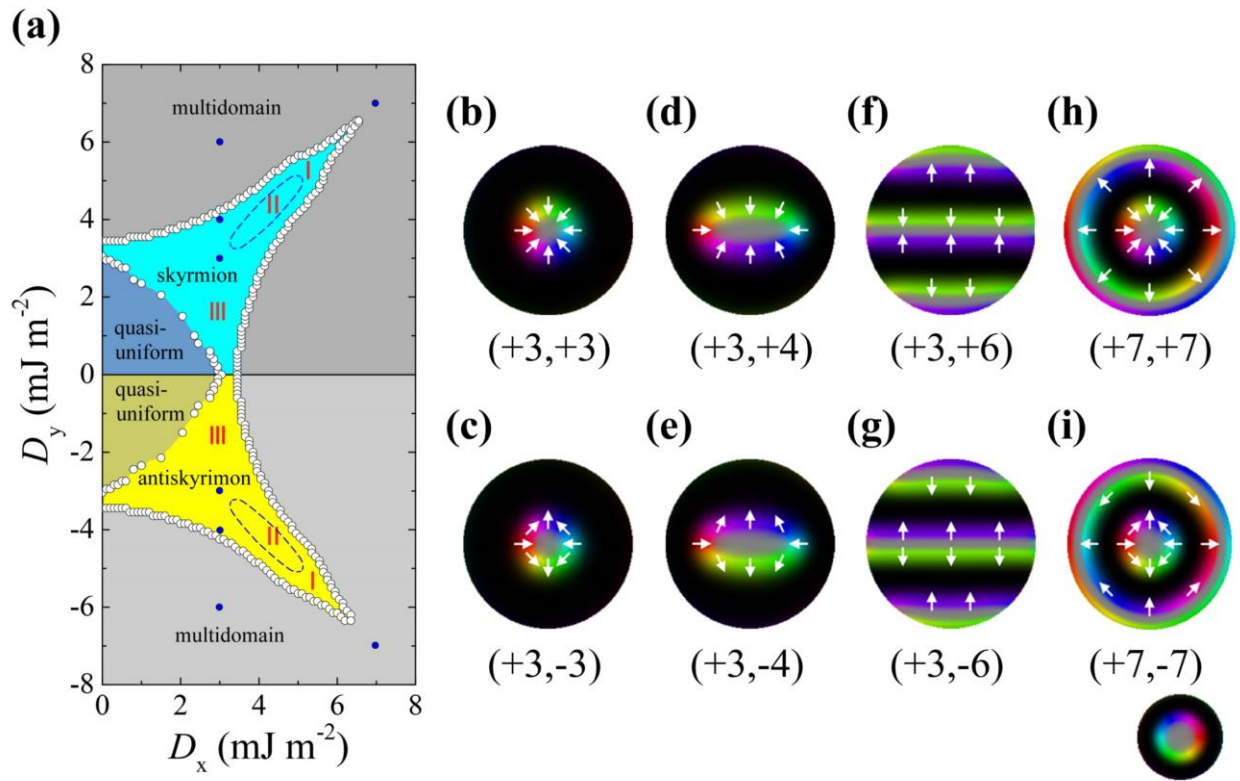 (a)
8
6
4
2
0
-2
-4
-6
-8
D_y (mJ m^-2)
0
2
4
6
8
D_x (mJ m^-2)
multidomain
I
II
skyrmion
III
quasi-
uniform
quasi-
uniform
III
antiskyrimon
II
I
multidomain
(b)
(d)
(f)
(h)
(+3,+3)
(+3,+4)
(+3,+6)
(+7,+7)
(c)
(e)
(g)
(i)
(+3,-3)
(+3,-4)
(+3,-6)
(+7,-7)